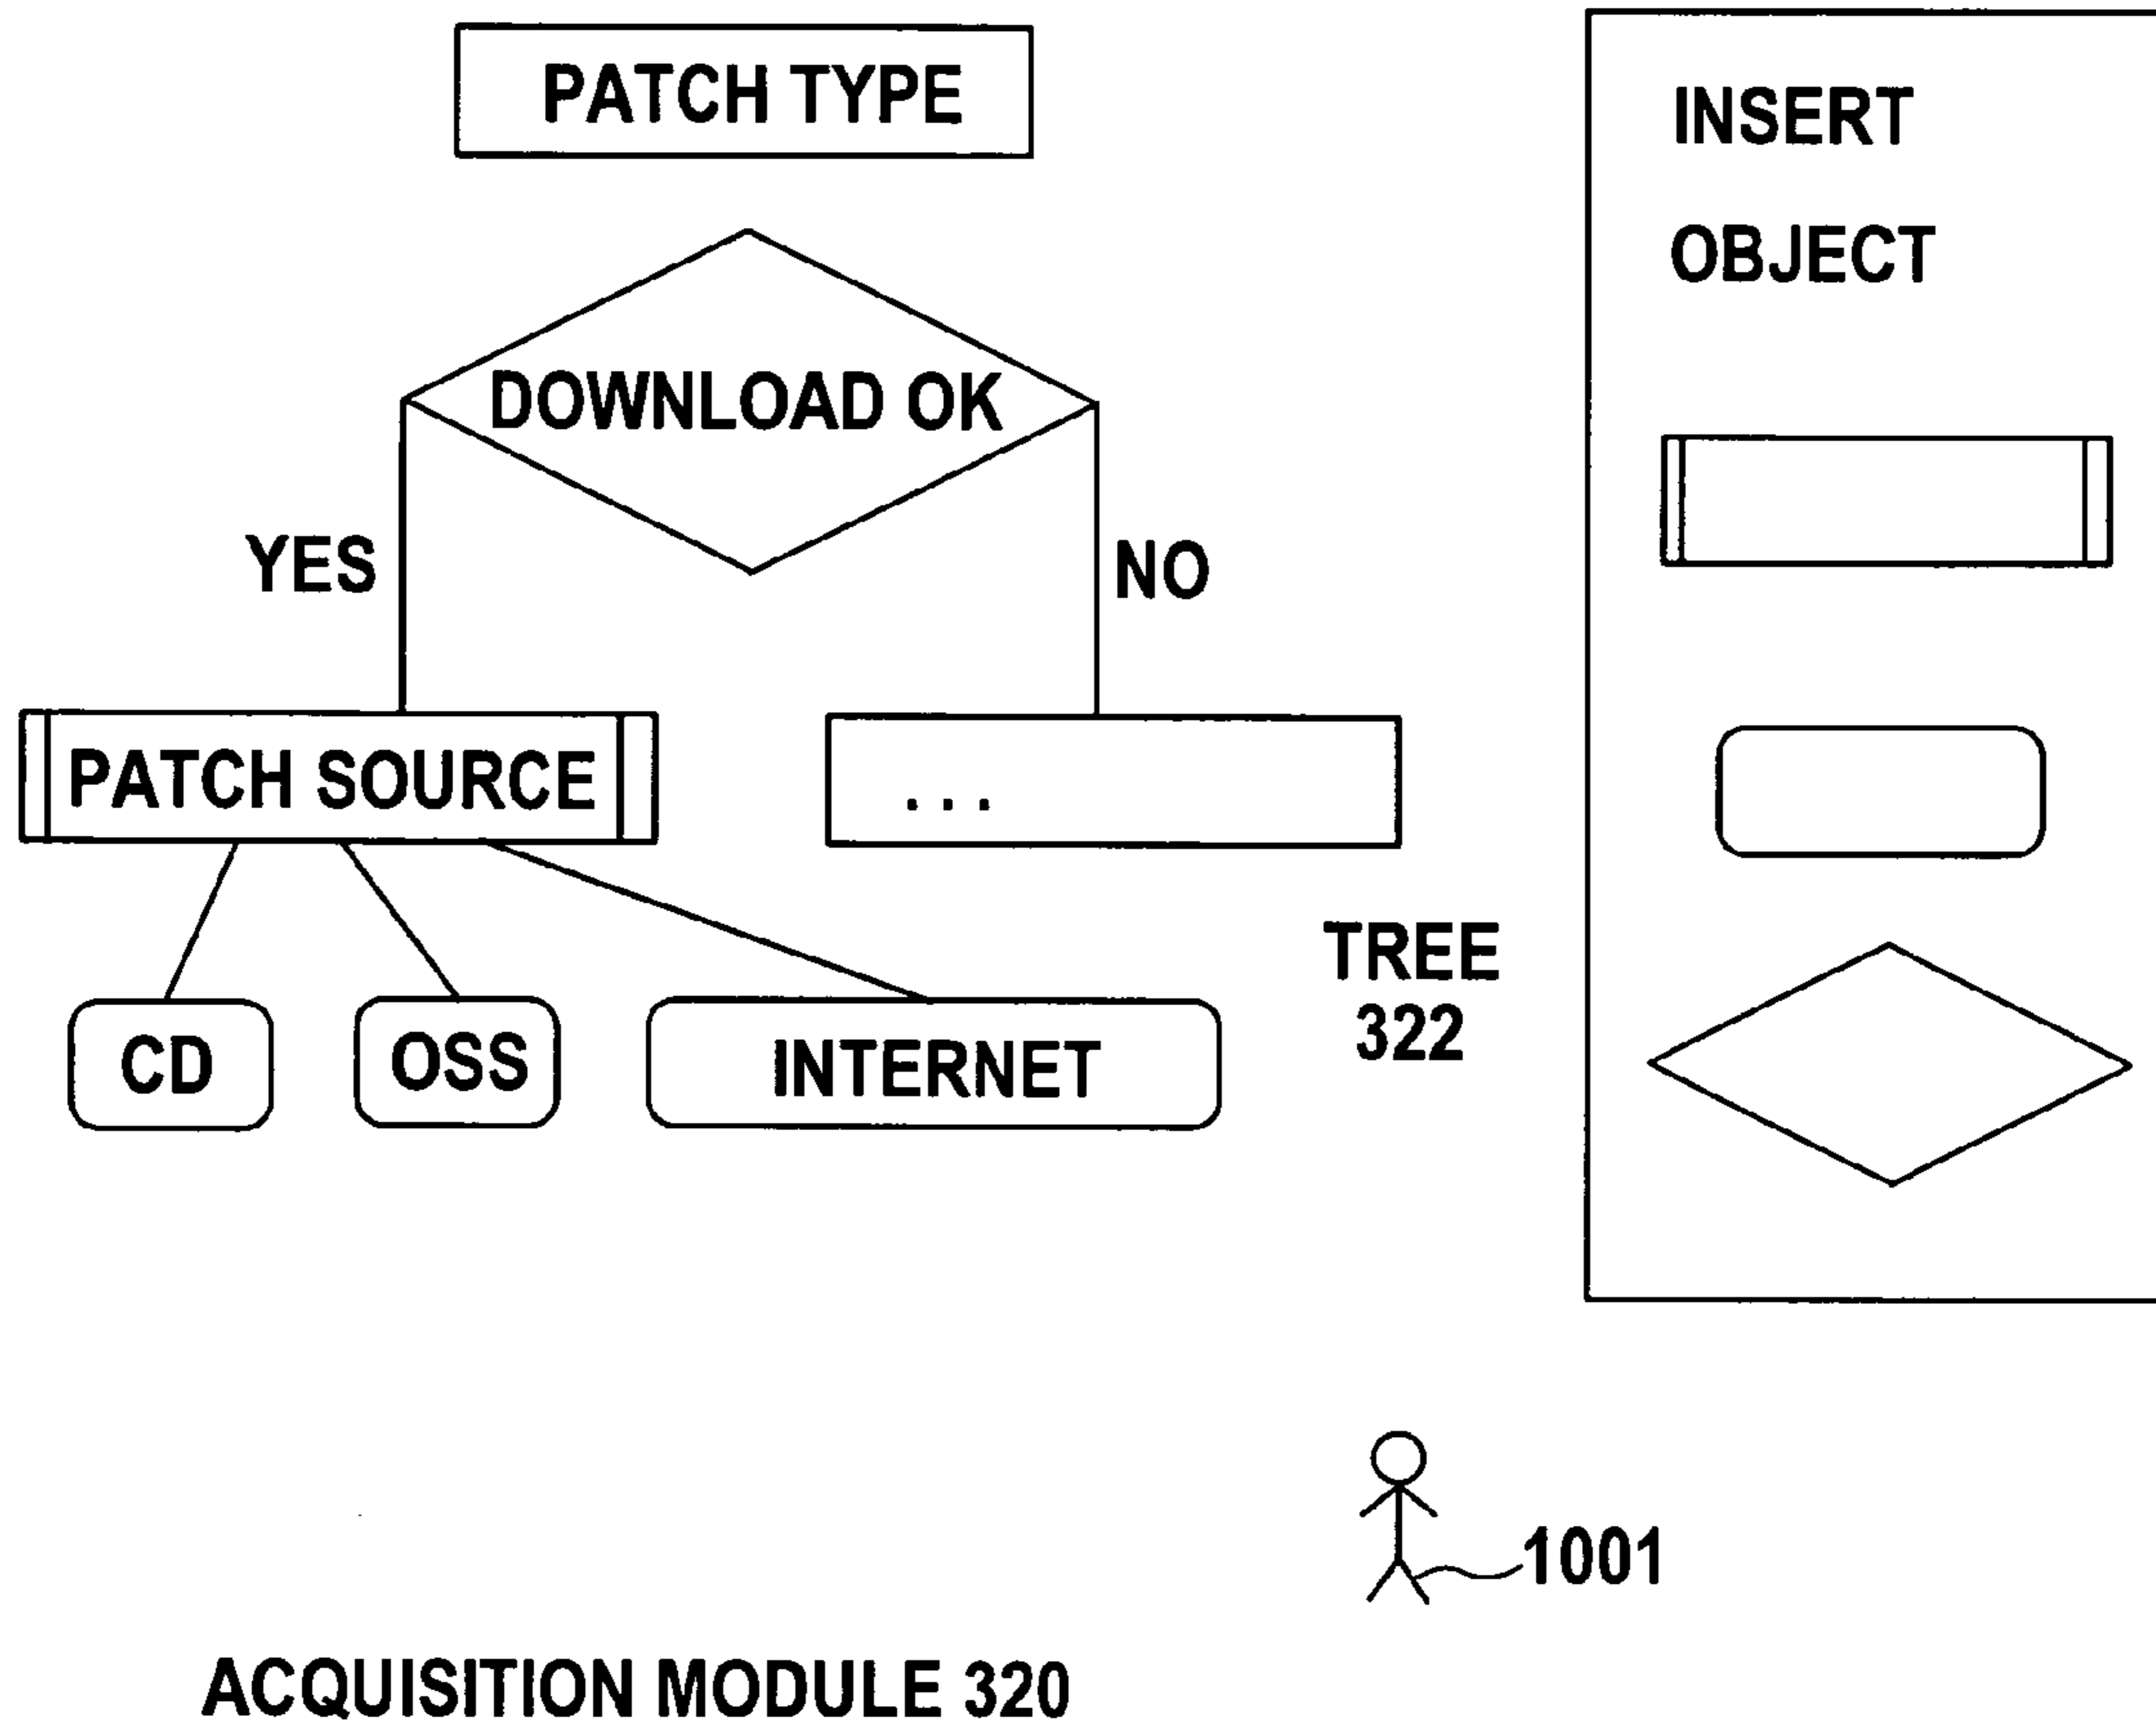 PATCH TYPE
DOWNLOAD OK
YES
NO
PATCH SOURCE
...
CD
OSS
INTERNET
TREE
322
INSERT
OBJECT
1001
ACQUISITION MODULE 320